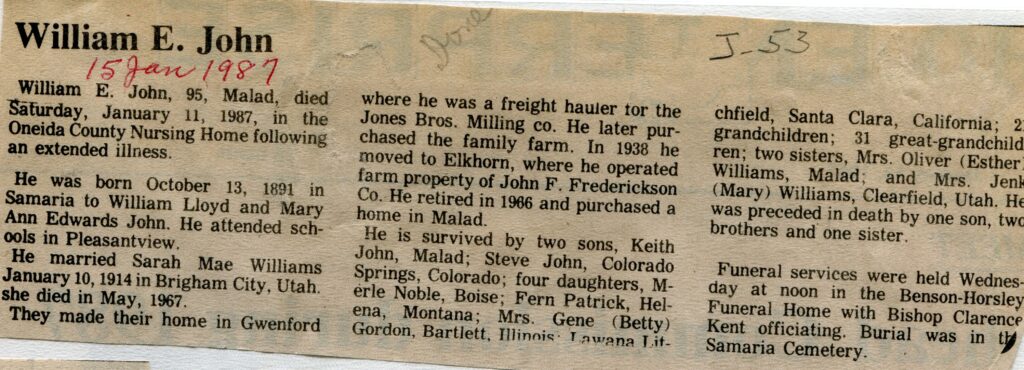 William E. John
15 Jan 1987
Done
J-53
William E. John, 95, Malad, died
Saturday, January 11, 1987, in the
Oneida County Nursing Home following
an extended illness.
He was born October 13, 1891 in
Samaria to William Lloyd and Mary
Ann Edwards John. He attended sch-
ools in Pleasantview.
He married Sarah Mae Williams
January 10, 1914 in Brigham City, Utah.
she died in May, 1967.
They made their home in Gwenford
where he was a freight hauler for the
Jones Bros. Milling co. He later pur-
chased the family farm. In 1938 he
moved to Elkhorn, where he operated
farm property of John F. Frederickson
Co. He retired in 1966 and purchased a
home in Malad.
He is survived by two sons, Keith
John, Malad; Steve John, Colorado
Springs, Colorado; four daughters, M-
erle Noble, Boise; Fern Patrick, Hel-
ena, Montana; Mrs. Gene (Betty)
Gordon, Bartlett, Illinois; Lawana Lit-
chfield, Santa Clara, California; 2
grandchildren; 31 great-grandchild
ren; two sisters, Mrs. Oliver (Esther)
Williams, Malad; and Mrs. Jenk
(Mary) Williams, Clearfield, Utah. He
was preceded in death by one son, two
brothers and one sister.
Funeral services were held Wednes-
day at noon in the Benson-Horsley
Funeral Home with Bishop Clarence
Kent officiating. Burial was in th
Samaria Cemetery.